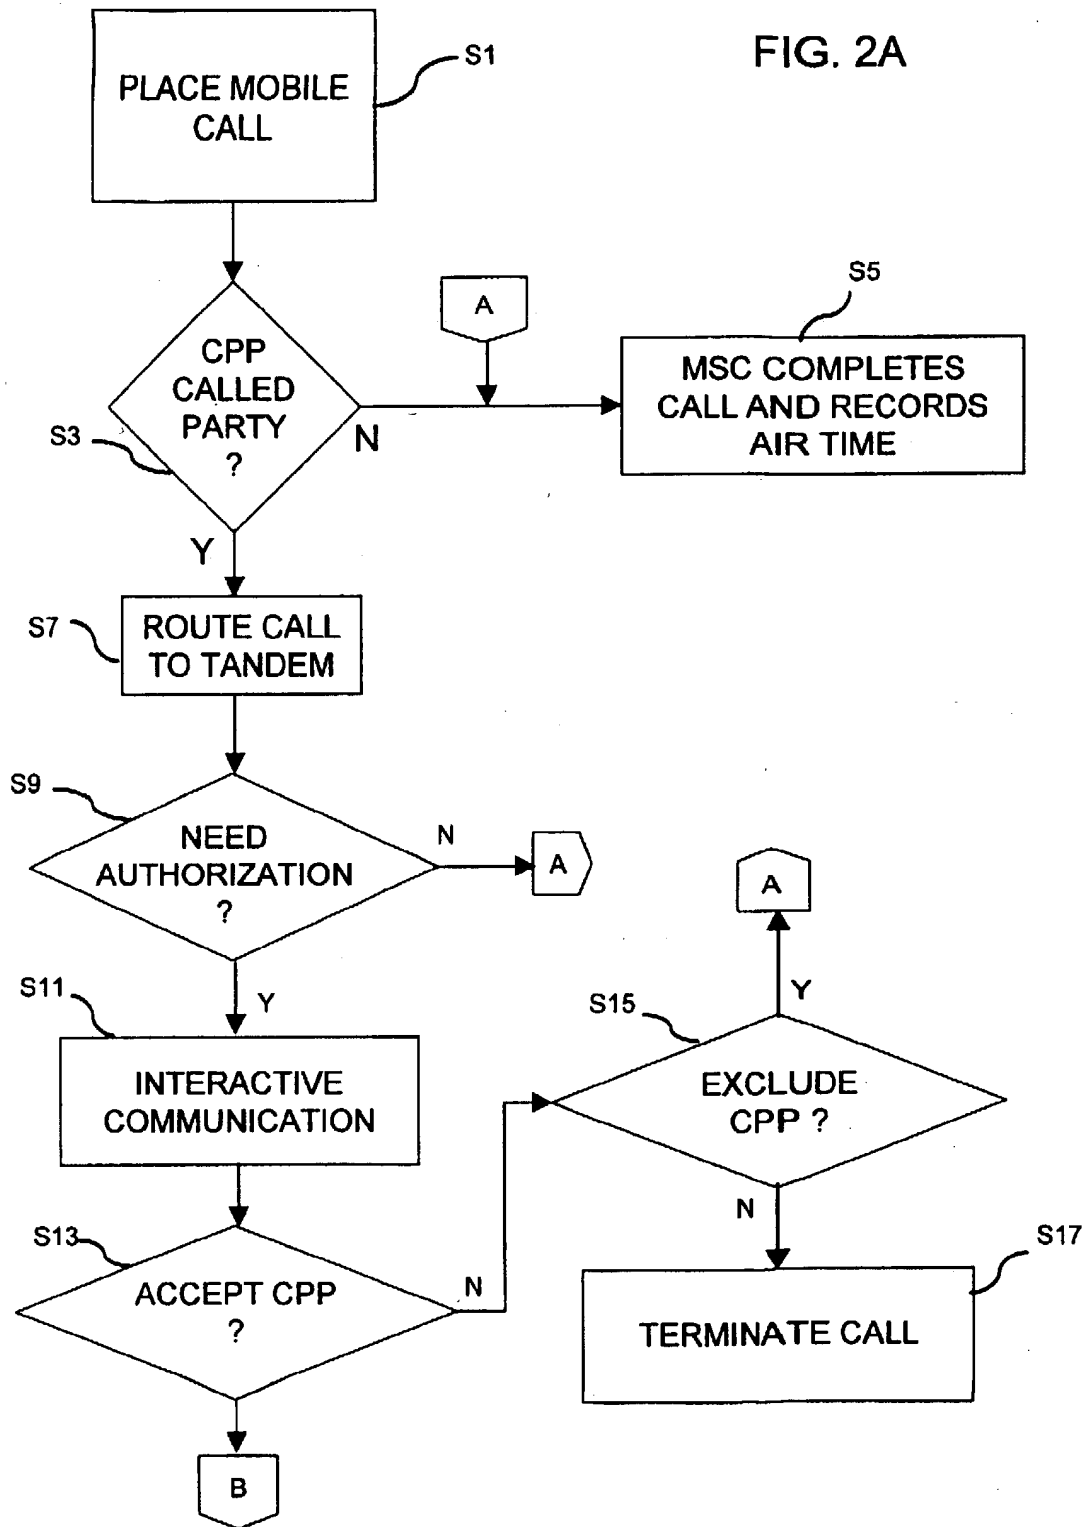 FIG. 2A
PLACE MOBILE
CALL
S1
CPP
CALLED
PARTY
?
S3
N
Y
A
S5
MSC COMPLETES
CALL AND RECORDS
AIR TIME
S7
ROUTE CALL
TO TANDEM
S9
NEED
AUTHORIZATION
?
N
A
Y
S11
INTERACTIVE
COMMUNICATION
S13
ACCEPT CPP
?
N
B
A
Y
S15
EXCLUDE
CPP ?
N
S17
TERMINATE CALL